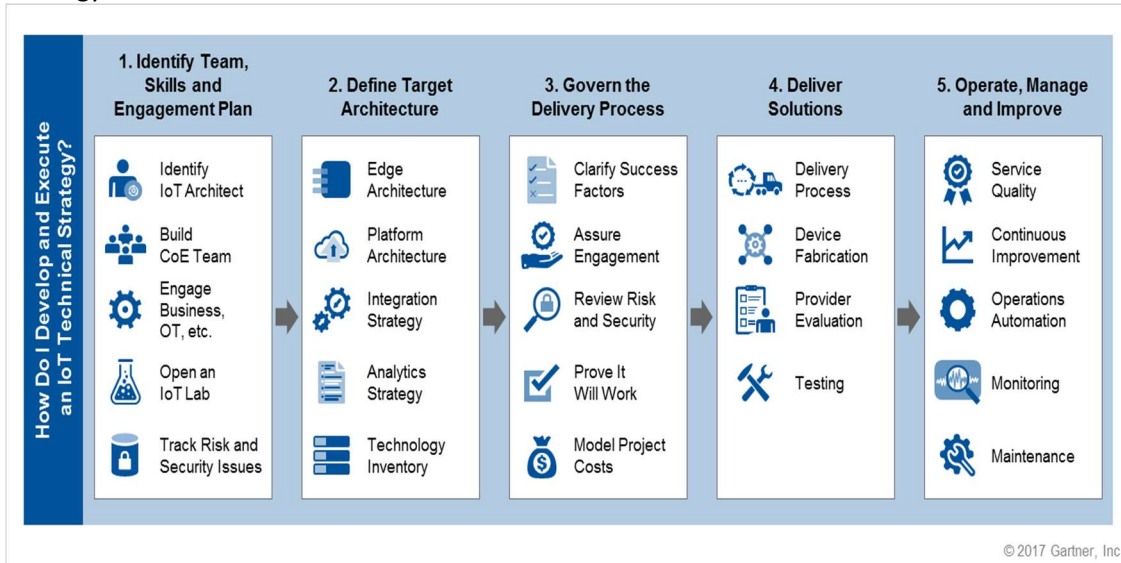 How Do I Develop and Execute
an IoT Technical Strategy?
1. Identify Team,
Skills and
Engagement Plan
Identify
IoT Architect
Build
CoE Team
Engage
Business,
OT, etc.
Open an
IoT Lab
Track Risk and
Security Issues
2. Define Target
Architecture
Edge
Architecture
Platform
Architecture
Integration
Strategy
Analytics
Strategy
Technology
Inventory
3. Govern the
Delivery Process
Clarify Success
Factors
Assure
Engagement
Review Risk
and Security
Prove It
Will Work
Model Project
Costs
4. Deliver
Solutions
Delivery
Process
Device
Fabrication
Provider
Evaluation
Testing
5. Operate, Manage
and Improve
Service
Quality
Continuous
Improvement
Operations
Automation
Monitoring
Maintenance
© 2017 Gartner, Inc